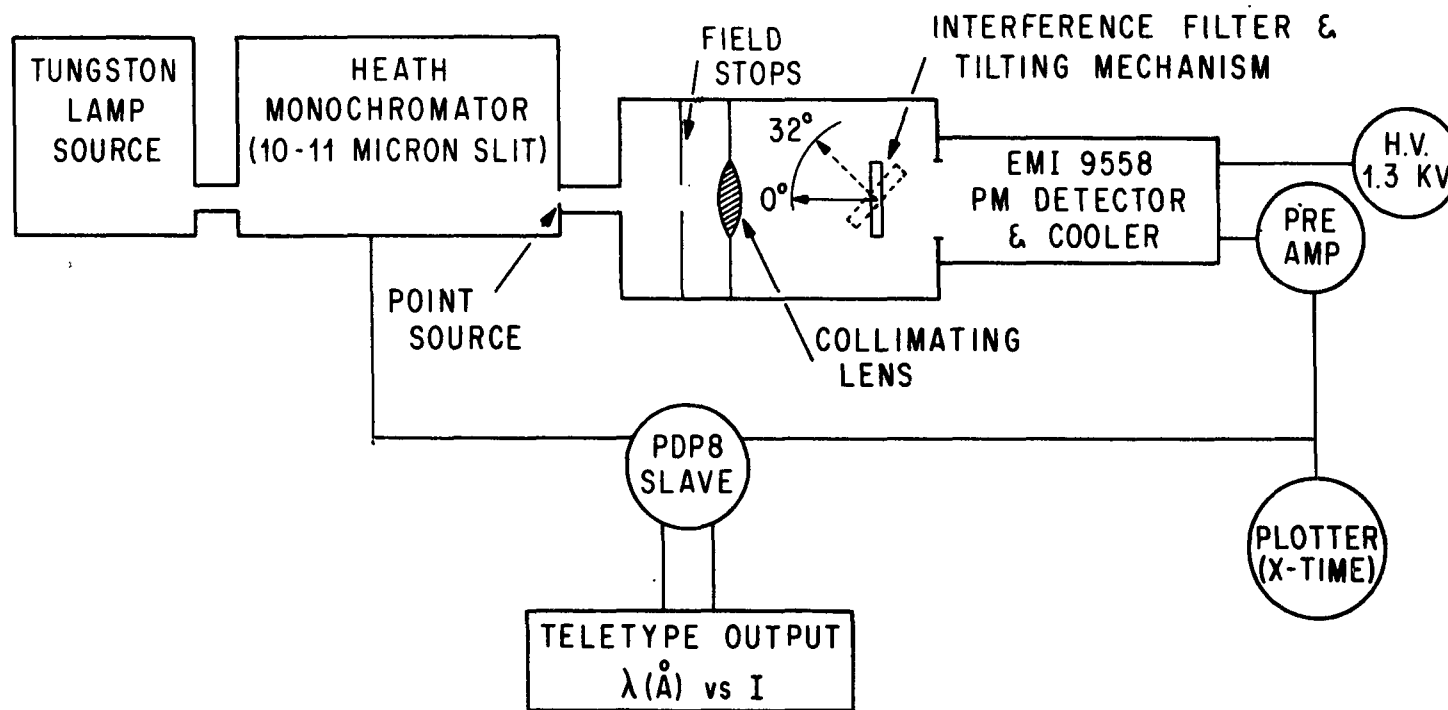 TUNGSTON
LAMP
SOURCE
HEATH
MONOCHROMATOR
(10-11 MICRON SLIT)
FIELD
STOPS
INTERFERENCE FILTER &
TILTING MECHANISM
32°
0°
EMI 9558
PM DETECTOR
& COOLER
H.V.
1.3 KV
PRE
AMP
POINT
SOURCE
COLLIMATING
LENS
PDP8
SLAVE
PLOTTER
(X-TIME)
TELETYPE OUTPUT
λ(Å) vs I